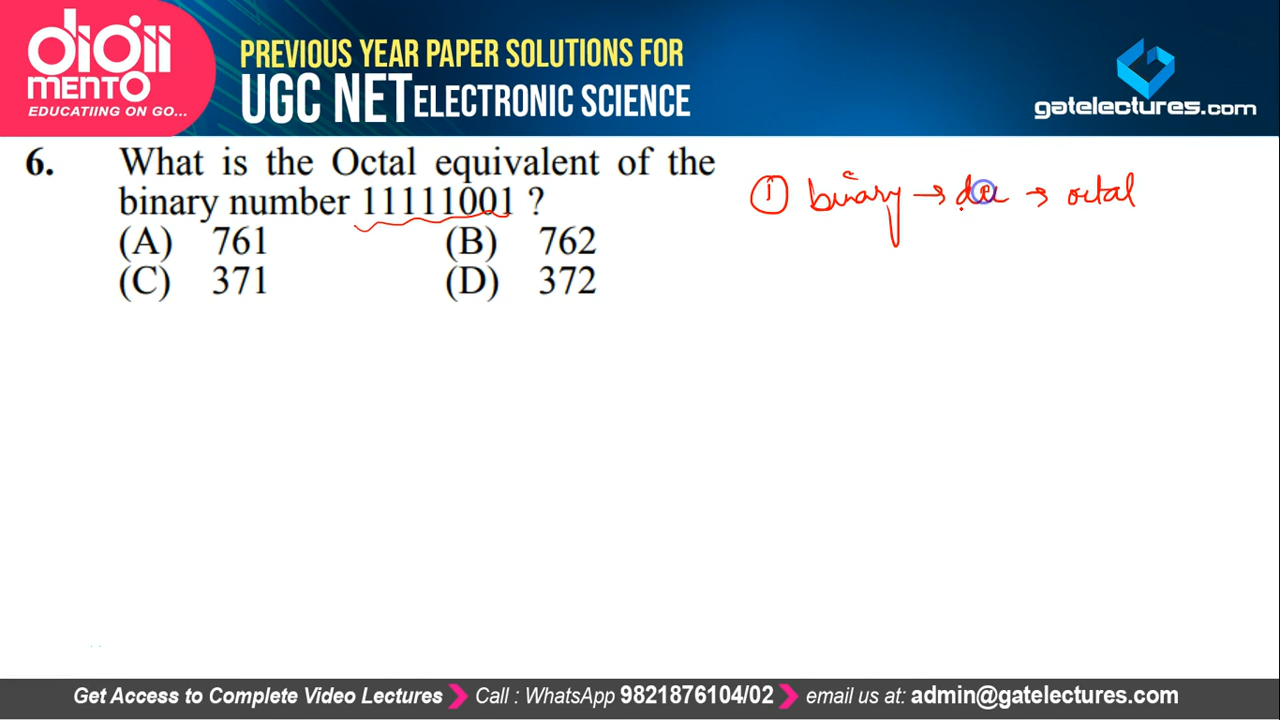 digii
MENTO
EDUCATIING ON GO...
PREVIOUS YEAR PAPER SOLUTIONS FOR
UGC NET ELECTRONIC SCIENCE
gatelectures.com
6. What is the Octal equivalent of the
binary number 11111001 ?
(A) 761 (B) 762
(C) 371 (D) 372
① binary → dec → octal
Get Access to Complete Video Lectures Call : WhatsApp 9821876104/02 email us at: admin@gatelectures.com